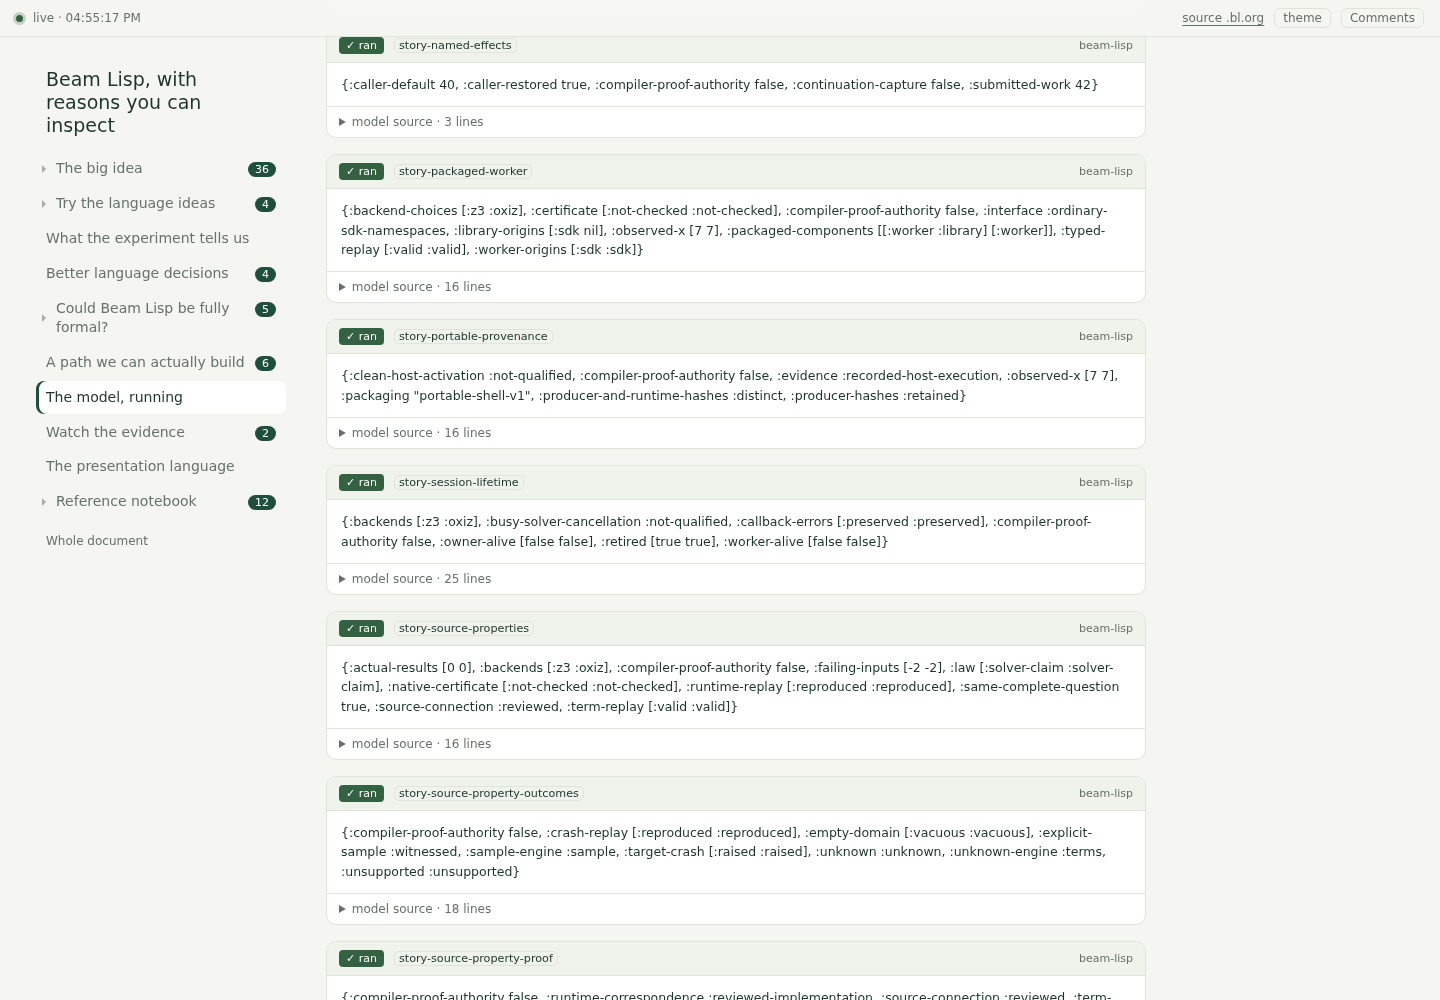 live · 04:55:17 PM
source .bl.org
theme
Comments
Beam Lisp, with
reasons you can
inspect
The big idea 36
Try the language ideas 4
What the experiment tells us
Better language decisions 4
Could Beam Lisp be fully
formal? 5
A path we can actually build 6
The model, running
Watch the evidence 2
The presentation language
Reference notebook 12
Whole document
✓ ran story-named-effects beam-lisp
{:caller-default 40, :caller-restored true, :compiler-proof-authority false, :continuation-capture false, :submitted-work 42}
▶ model source · 3 lines
✓ ran story-packaged-worker beam-lisp
{:backend-choices [:z3 :oxiz], :certificate [:not-checked :not-checked], :compiler-proof-authority false, :interface :ordinary-
sdk-namespaces, :library-origins [:sdk nil], :observed-x [7 7], :packaged-components [[:worker :library] [:worker]], :typed-
replay [:valid :valid], :worker-origins [:sdk :sdk]}
▶ model source · 16 lines
✓ ran story-portable-provenance beam-lisp
{:clean-host-activation :not-qualified, :compiler-proof-authority false, :evidence :recorded-host-execution, :observed-x [7 7],
:packaging "portable-shell-v1", :producer-and-runtime-hashes :distinct, :producer-hashes :retained}
▶ model source · 16 lines
✓ ran story-session-lifetime beam-lisp
{:backends [:z3 :oxiz], :busy-solver-cancellation :not-qualified, :callback-errors [:preserved :preserved], :compiler-proof-
authority false, :owner-alive [false false], :retired [true true], :worker-alive [false false]}
▶ model source · 25 lines
✓ ran story-source-properties beam-lisp
{:actual-results [0 0], :backends [:z3 :oxiz], :compiler-proof-authority false, :failing-inputs [-2 -2], :law [:solver-claim :solver-
claim], :native-certificate [:not-checked :not-checked], :runtime-replay [:reproduced :reproduced], :same-complete-question
true, :source-connection :reviewed, :term-replay [:valid :valid]}
▶ model source · 16 lines
✓ ran story-source-property-outcomes beam-lisp
{:compiler-proof-authority false, :crash-replay [:reproduced :reproduced], :empty-domain [:vacuous :vacuous], :explicit-
sample :witnessed, :sample-engine :sample, :target-crash [:raised :raised], :unknown :unknown, :unknown-engine :terms,
:unsupported :unsupported}
▶ model source · 18 lines
✓ ran story-source-property-proof beam-lisp
{:compiler-proof-authority false, :runtime-correspondence :reviewed-implementation, :source-connection :reviewed, :term-